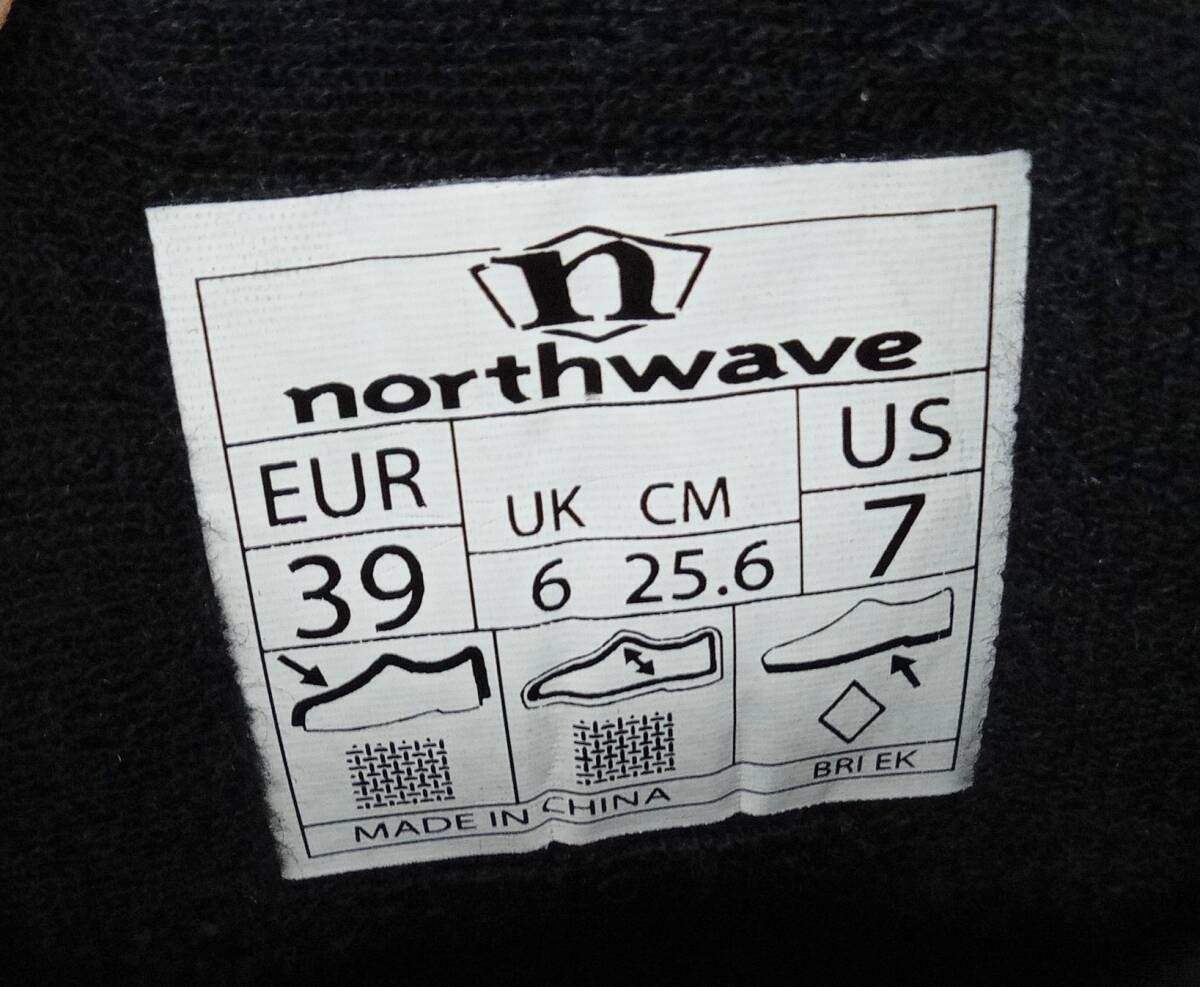 n
northwave
EUR UK CM US
39 6 25.6 7
BRI EK
MADE IN CHINA